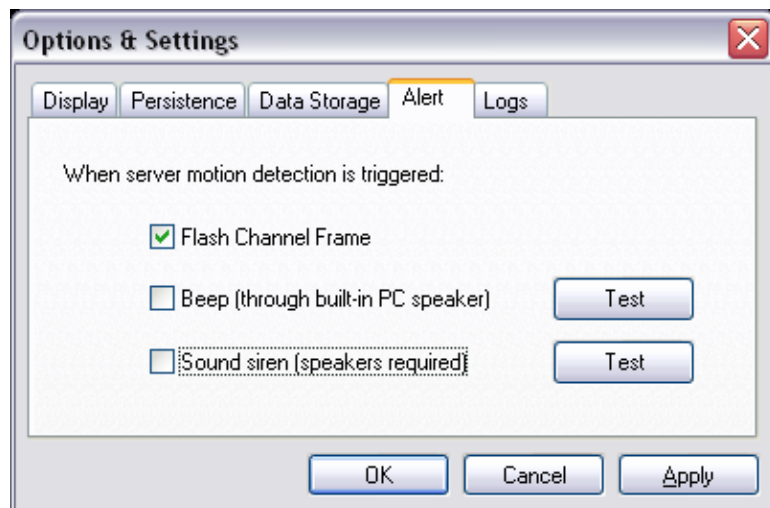 Options & Settings
Display Persistence Data Storage Alert Logs
When server motion detection is triggered:
Flash Channel Frame
Beep (through built-in PC speaker) Test
Sound siren (speakers required) Test
OK Cancel Apply